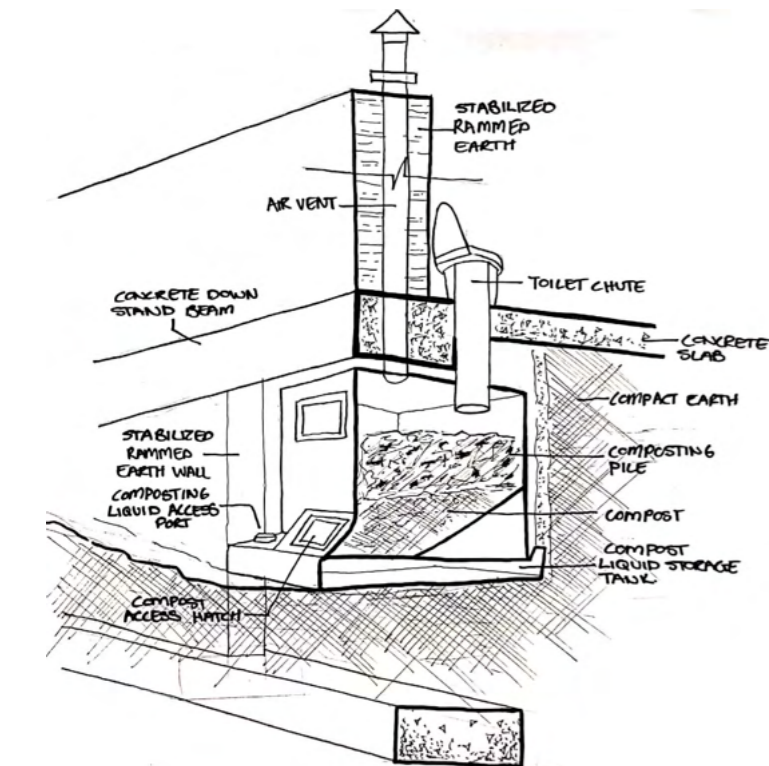 STABILIZED
RAMMED
EARTH
AIR VENT
TOILET CHUTE
CONCRETE DOWN
STAND BEAM
CONCRETE
SLAB
COMPACT EARTH
STABILIZED
RAMMED
EARTH WALL
COMPOSTING
PILE
COMPOSTING
LIQUID ACCESS
PORT
COMPOST
COMPOST
LIQUID STORAGE
TANK
COMPOST
ACCESS HATCH